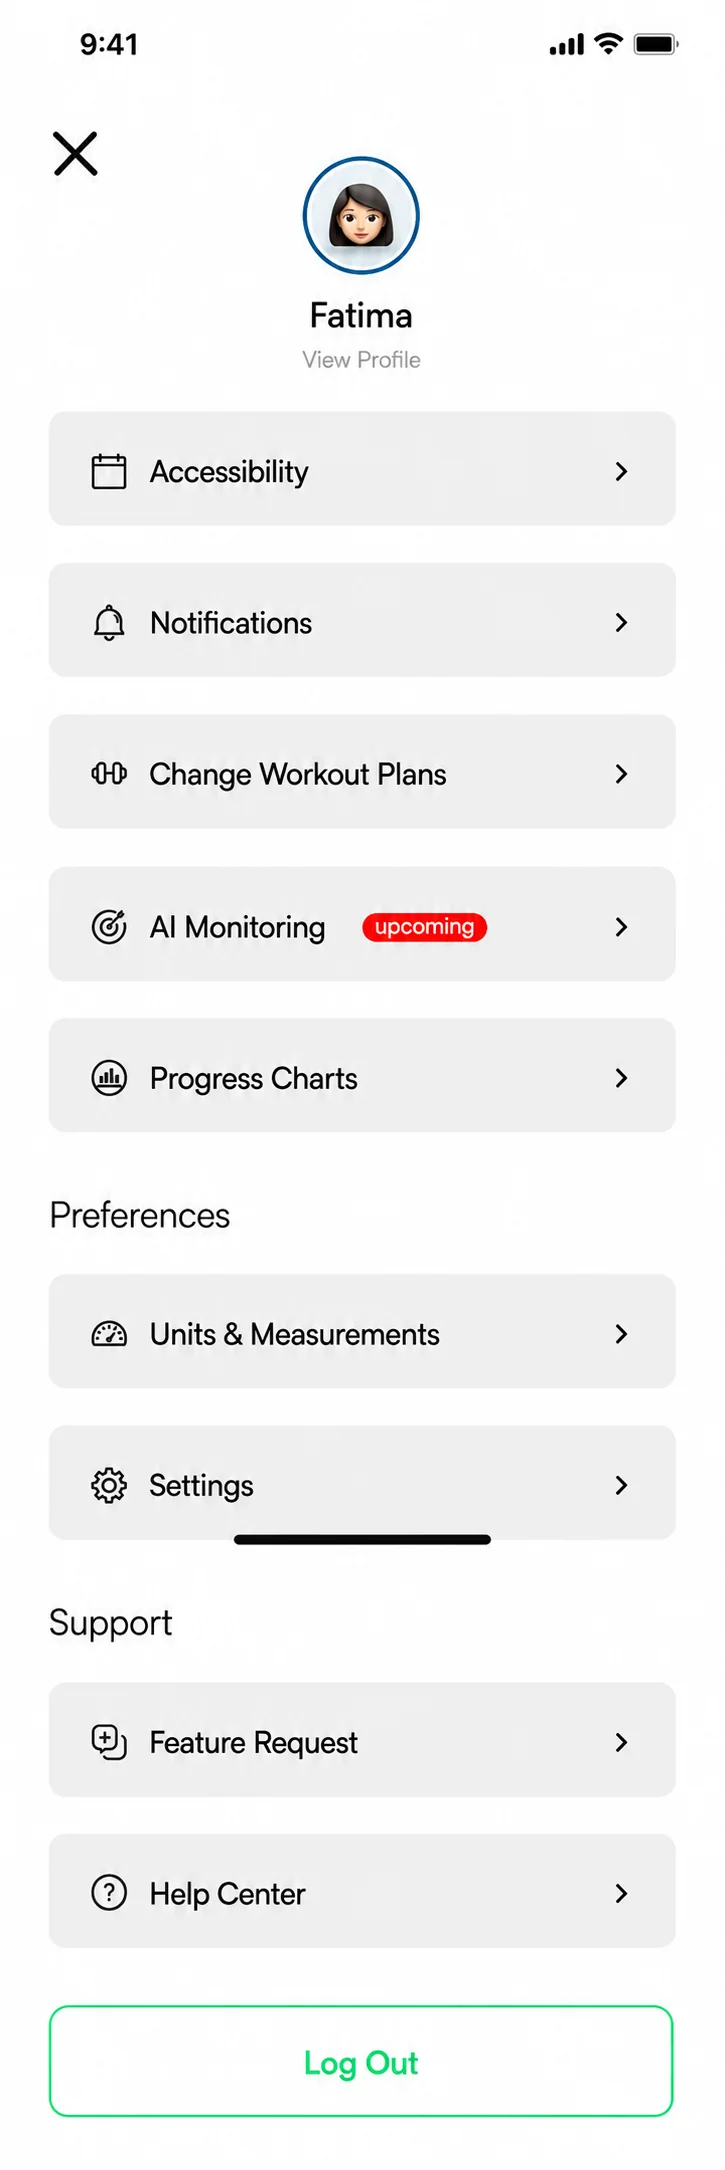 9:41
Fatima
View Profile
Accessibility
Notifications
Change Workout Plans
AI Monitoring upcoming
Progress Charts
Preferences
Units & Measurements
Settings
Support
Feature Request
Help Center
Log Out